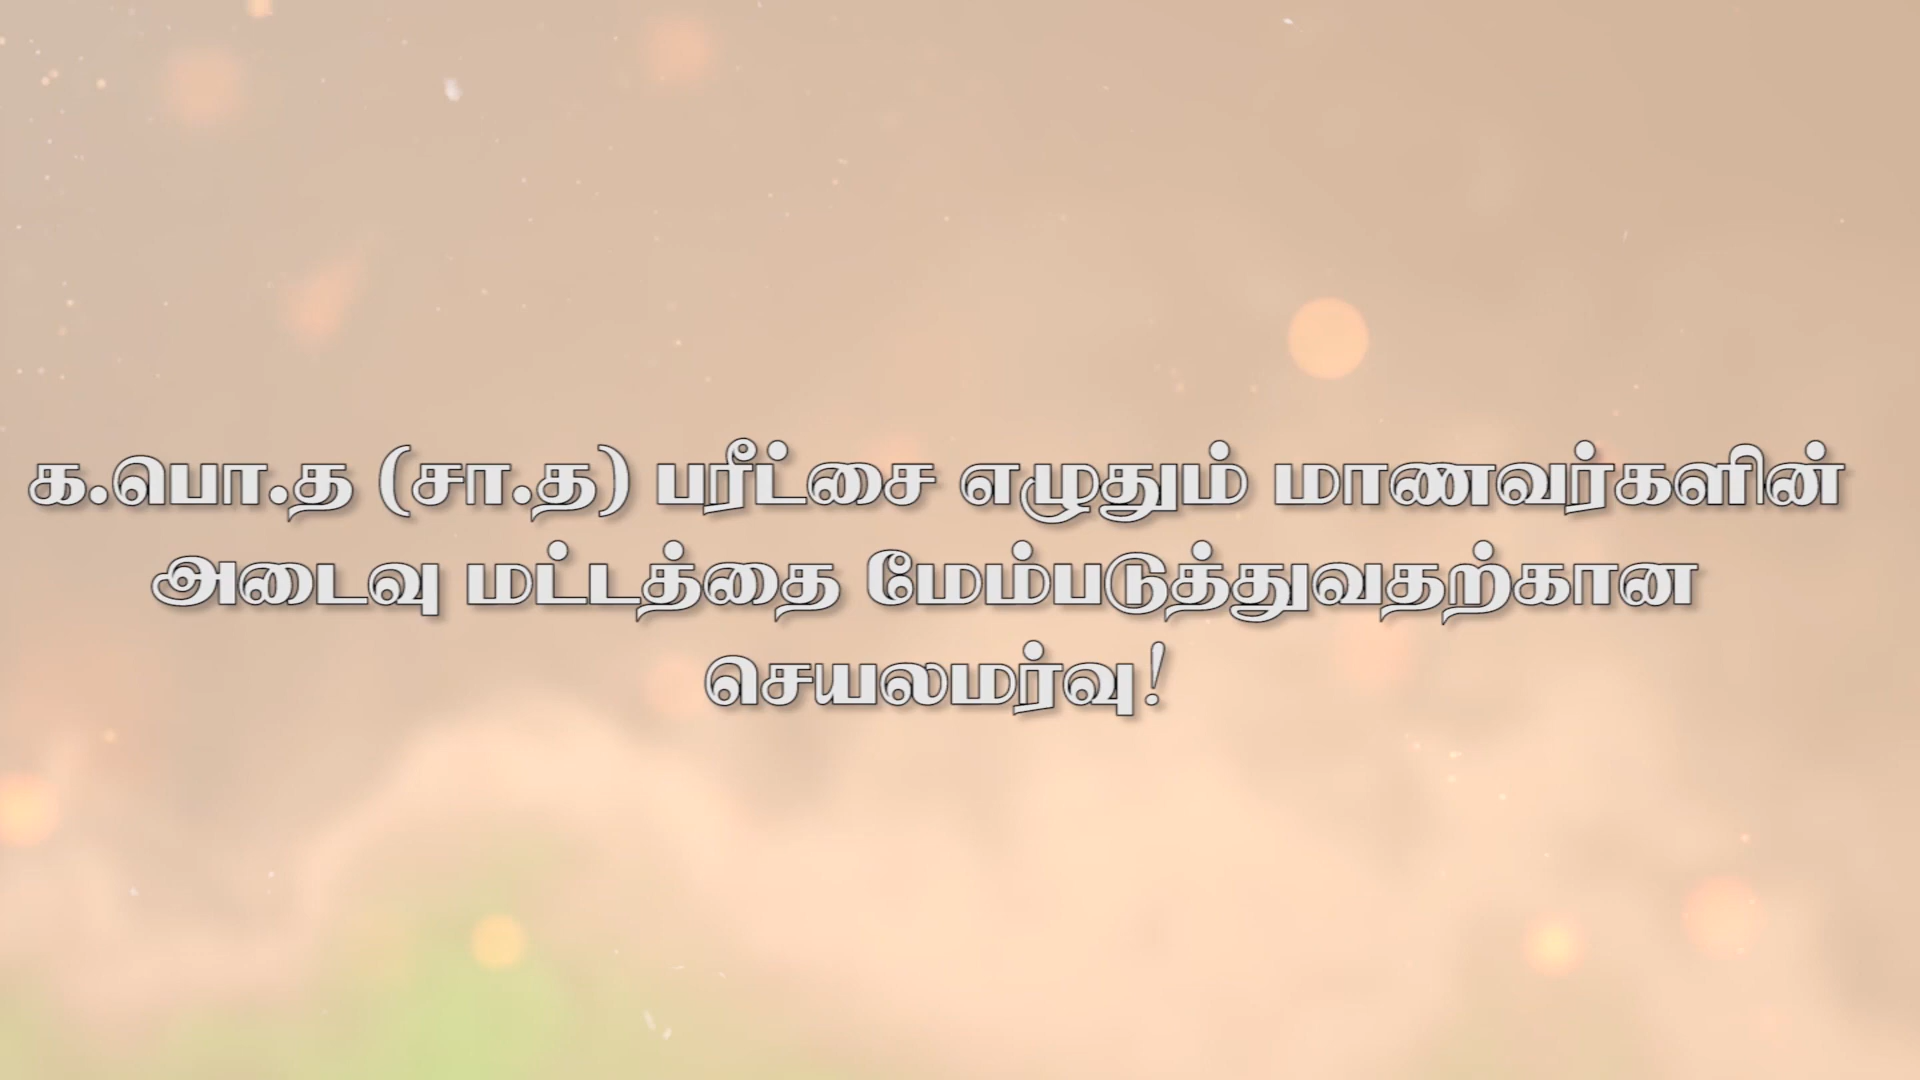 க.பொ.த (சா.த) பரீட்சை எழுதும் மாணவர்களின்
அடைவு மட்டத்தை மேம்படுத்துவதற்கான
செயலமர்வு!